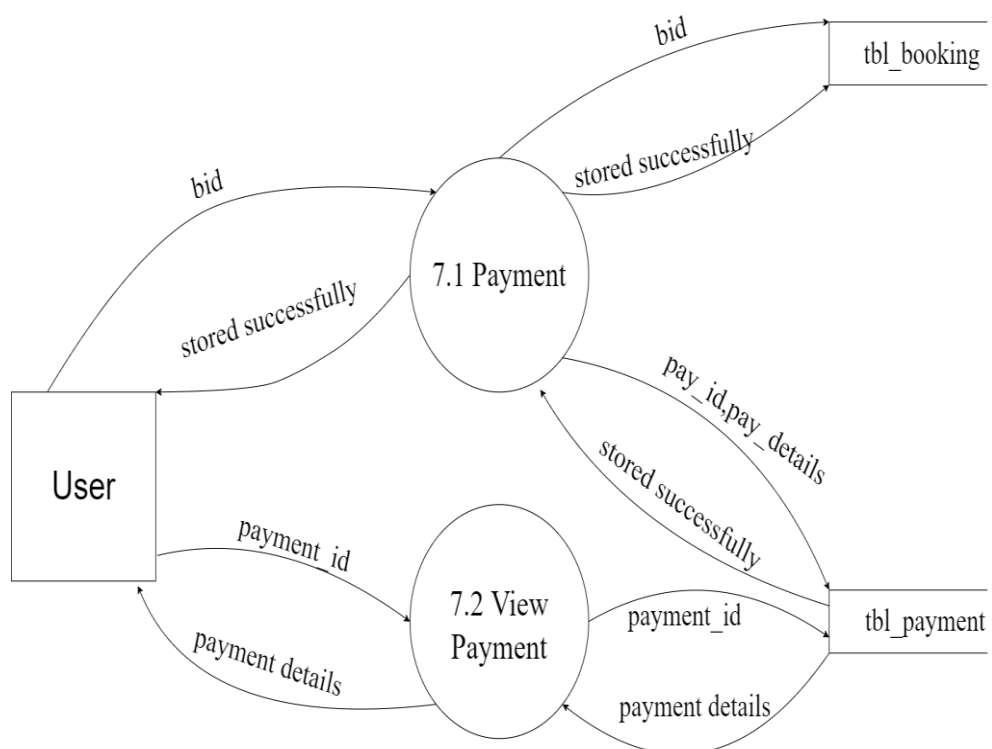 bid
tbl_booking
stored successfully
bid
7.1 Payment
stored successfully
pay_id,pay_details
stored successfully
User
payment_id
7.2 View
Payment
payment_id
tbl_payment
payment details
payment details